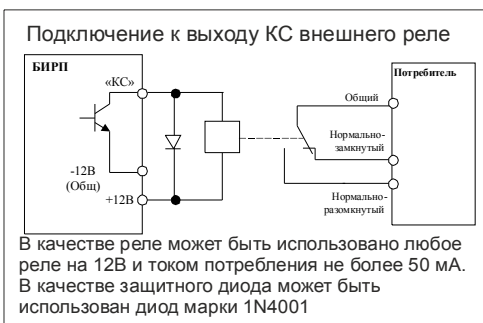 Подключение к выходу КС внешнего реле
БИРП
«КС»
-12В
(Общ)
+12В
Потребитель
Общий
Нормально-
замкнутый
Нормально-
разомкнутый
В качестве реле может быть использовано любое
реле на 12В и током потребления не более 50 мА.
В качестве защитного диода может быть
использован диод марки 1N4001